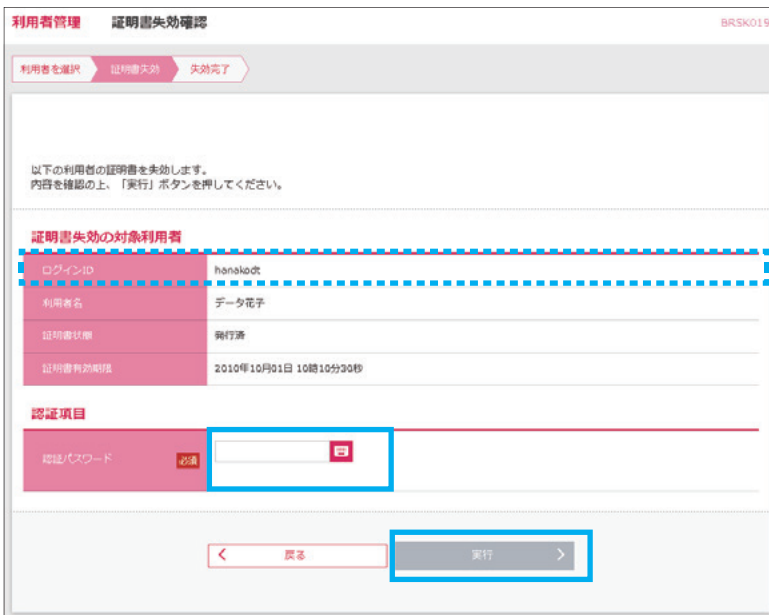 利用者管理 証明書失効確認 BRSK019
利用者を選択 証明書失効 失効完了
以下の利用者の証明書を失効します。
内容を確認の上、「実行」ボタンを押してください。
証明書失効の対象利用者
ログインID hanakodt
利用者名 データ花子
証明書状態 発行済
証明書有効期限 2010年10月01日 10時10分30秒
認証項目
認証パスワード 必須
戻る 実行